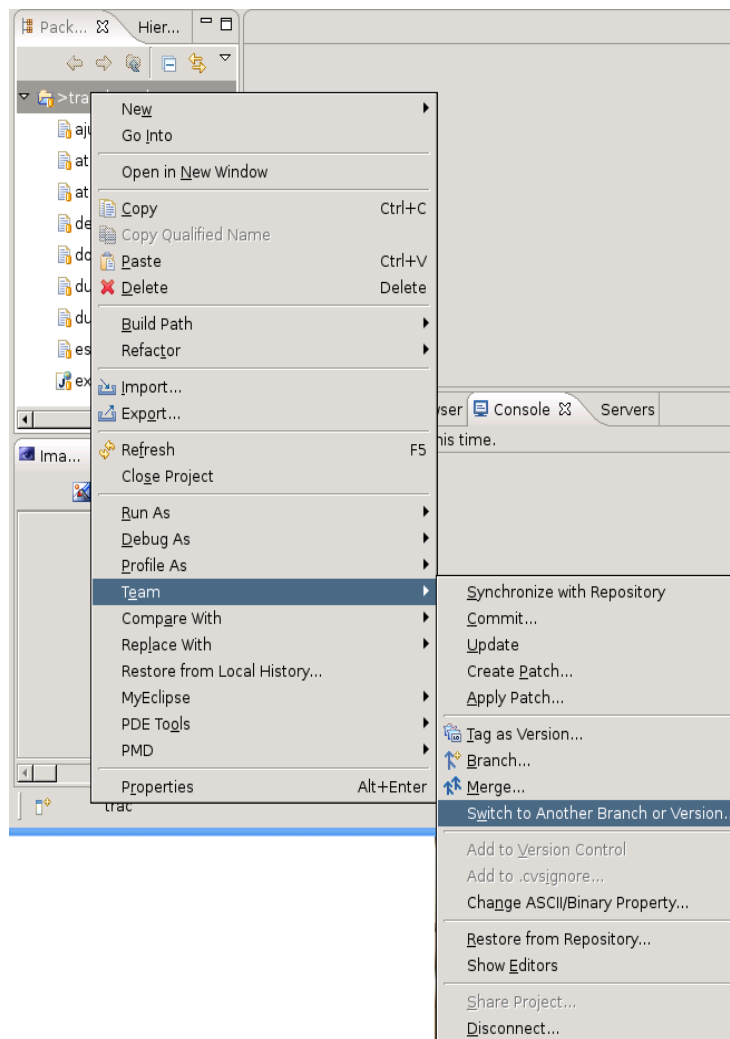 Pack... Hier...
>tra
aju
at
at
de
do
du
du
es
ex
New
Go Into
Open in New Window
Copy Ctrl+C
Copy Qualified Name
Paste Ctrl+V
Delete Delete
Build Path
Refactor
Import...
Export...
Refresh F5
Close Project
Run As
Debug As
Profile As
Team
Compare With
Replace With
Restore from Local History...
MyEclipse
PDE Tools
PMD
Properties Alt+Enter
Console Servers
his time.
Ima...
trac
Synchronize with Repository
Commit...
Update
Create Patch...
Apply Patch...
Tag as Version...
Branch...
Merge...
Switch to Another Branch or Version..
Add to Version Control
Add to .cvsignore...
Change ASCII/Binary Property...
Restore from Repository...
Show Editors
Share Project...
Disconnect...